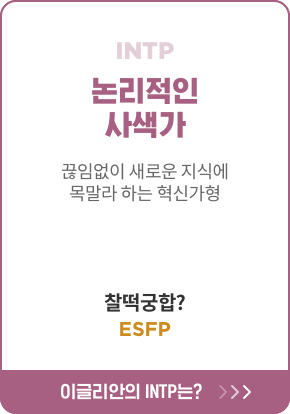 INTP
논리적인
사색가
끊임없이 새로운 지식에
목말라 하는 혁신가형
찰떡궁합?
ESFP
이글리안의 INTP는? >>>